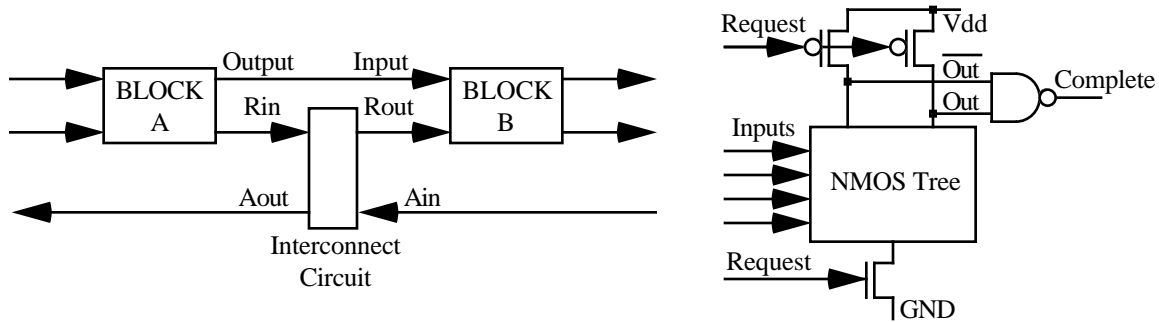 Output
Input
BLOCK
A
Rin
Rout
BLOCK
B
Aout
Ain
Interconnect
Circuit
Request
Vdd
Out
Out
Complete
Inputs
NMOS Tree
Request
GND